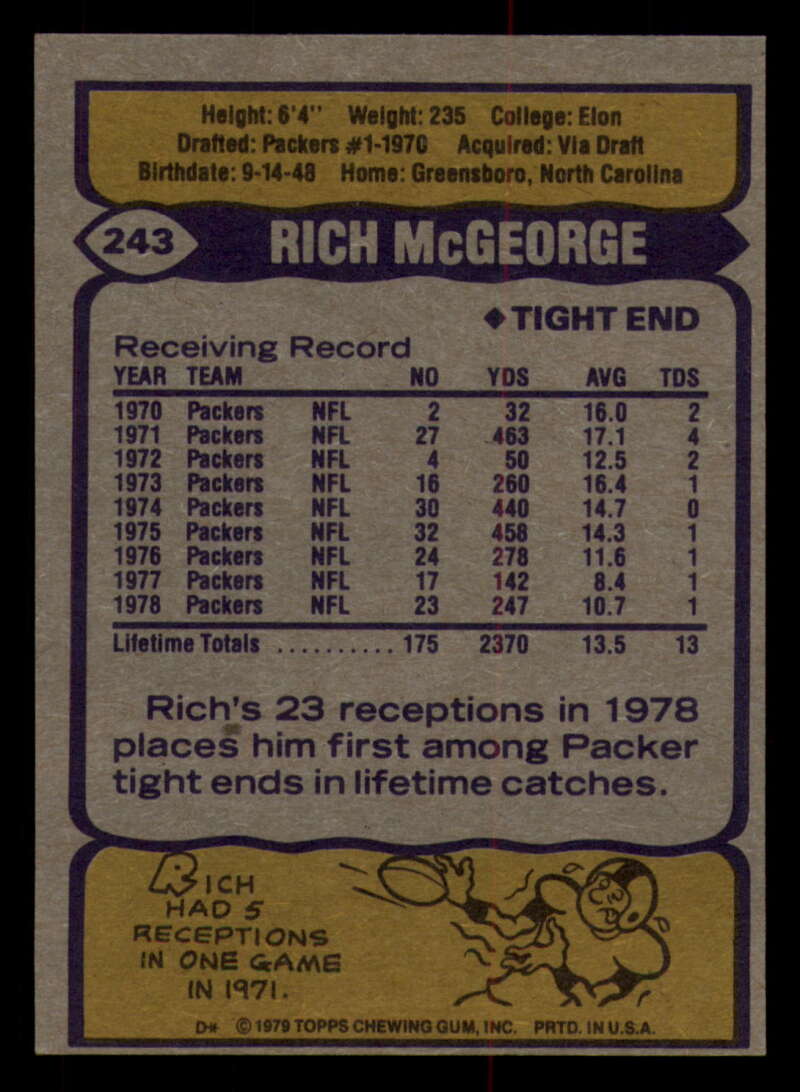 Height: 6'4" Weight: 235 College: Elon
Drafted: Packers #1-1970 Acquired: Via Draft
Birthdate: 9-14-48 Home: Greensboro, North Carolina
243 RICH McGEORGE
◆TIGHT END
Receiving Record
YEAR TEAM NO YDS AVG TDS
1970 Packers NFL 2 32 16.0 2
1971 Packers NFL 27 463 17.1 4
1972 Packers NFL 4 50 12.5 2
1973 Packers NFL 16 260 16.4 1
1974 Packers NFL 30 440 14.7 0
1975 Packers NFL 32 458 14.3 1
1976 Packers NFL 24 278 11.6 1
1977 Packers NFL 17 142 8.4 1
1978 Packers NFL 23 247 10.7 1
Lifetime Totals .......... 175 2370 13.5 13
Rich's 23 receptions in 1978
places him first among Packer
tight ends in lifetime catches.
RICH
HAD 5
RECEPTIONS
IN ONE GAME
IN 1971.
D* © 1979 TOPPS CHEWING GUM, INC. PRTD. IN U.S.A.